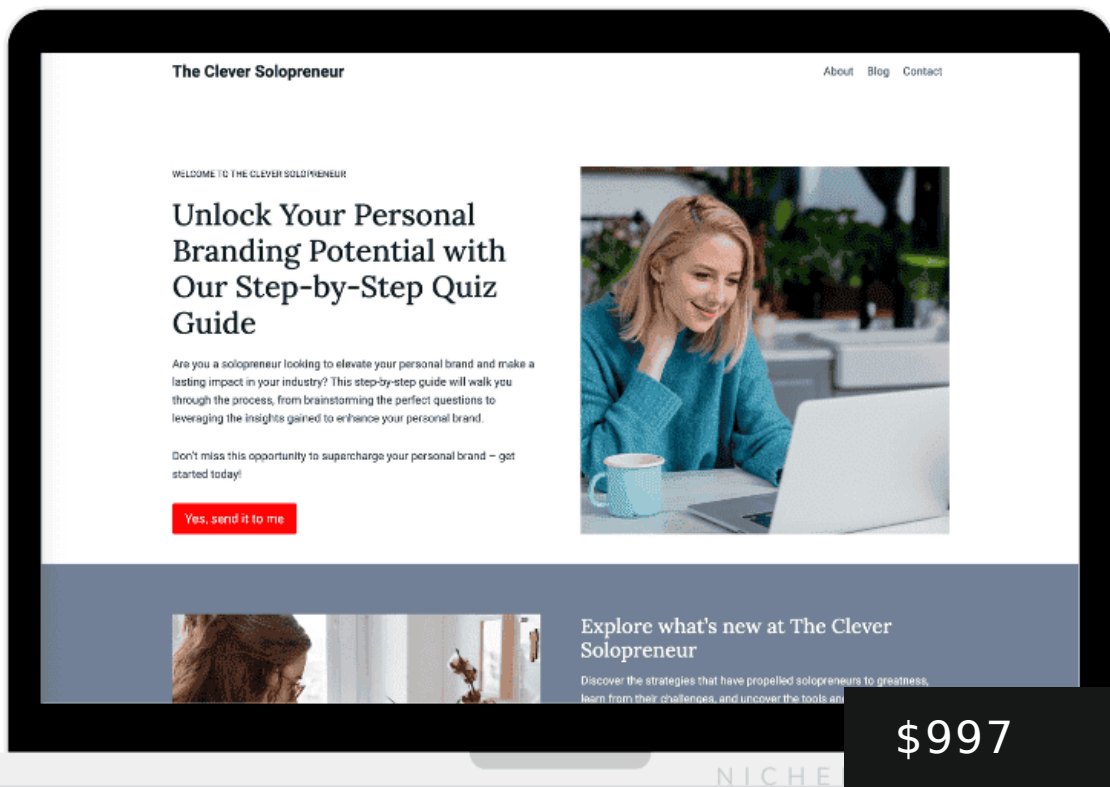 The Clever Solopreneur
About Blog Contact
WELCOME TO THE CLEVER SOLOPRENEUR
Unlock Your Personal
Branding Potential with
Our Step-by-Step Quiz
Guide
Are you a solopreneur looking to elevate your personal brand and make a
lasting impact in your industry? This step-by-step guide will walk you
through the process, from brainstorming the perfect questions to
leveraging the insights gained to enhance your personal brand.
Don't miss this opportunity to supercharge your personal brand – get
started today!
Yes, send it to me
Explore what's new at The Clever
Solopreneur
Discover the strategies that have propelled solopreneurs to greatness,
learn from their challenges, and uncover the tools
$997
NICHE